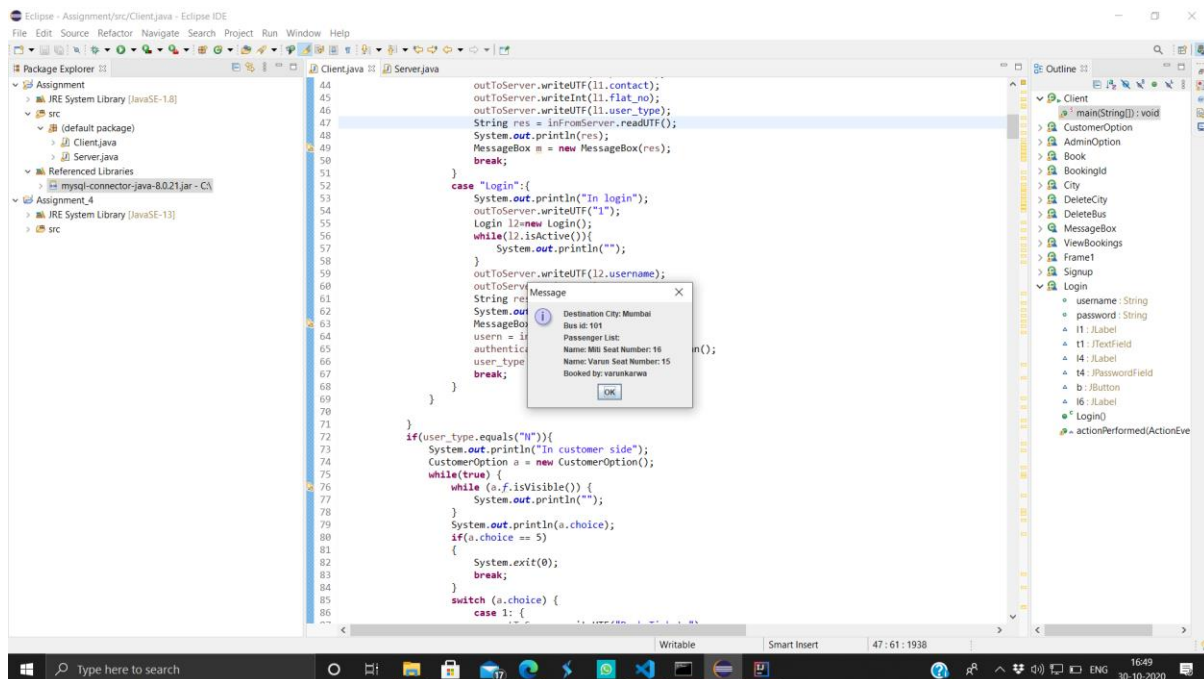 Eclipse - Assignment/src/Client.java - Eclipse IDE
File Edit Source Refactor Navigate Search Project Run Window Help
Package Explorer
Assignment
JRE System Library [JavaSE-1.8]
src
(default package)
Client.java
Server.java
Referenced Libraries
mysql-connector-java-8.0.21.jar - C:\
Assignment_4
JRE System Library [JavaSE-13]
src
Client.java
Server.java
44 outToServer.writeUTF(l1.contact);
45 outToServer.writeInt(l1.flat_no);
46 outToServer.writeUTF(l1.user_type);
47 String res = inFromServer.readUTF();
48 System.out.println(res);
49 MessageBox m = new MessageBox(res);
50 break;
51 }
52 case "Login":{
53 System.out.println("In login");
54 outToServer.writeUTF("1");
55 Login l2=new Login();
56 while(l2.isActive()){
57 System.out.println("");
58 }
59 outToServer.writeUTF(l2.username);
60 outToServe
61 String res
62 System.out
63 MessageBox
64 usern = in
65 authentica n();
66 user_type
67 break;
68 }
69 }
70
71 }
72 if(user_type.equals("N")){
73 System.out.println("In customer side");
74 CustomerOption a = new CustomerOption();
75 while(true) {
76 while (a.f.isVisible()) {
77 System.out.println("");
78 }
79 System.out.println(a.choice);
80 if(a.choice == 5)
81 {
82 System.exit(0);
83 break;
84 }
85 switch (a.choice) {
86 case 1: {
Message
Destination City: Mumbai
Bus id: 101
Passenger List:
Name: Miti Seat Number: 16
Name: Varun Seat Number: 15
Booked by: varunkarwa
OK
Outline
Client
main(String[]) : void
CustomerOption
AdminOption
Book
BookingId
City
DeleteCity
DeleteBus
MessageBox
ViewBookings
Frame1
Signup
Login
username : String
password : String
l1 : JLabel
t1 : JTextField
l4 : JLabel
t4 : JPasswordField
b : JButton
l6 : JLabel
Login()
actionPerformed(ActionEve
Writable Smart Insert 47 : 61 : 1938
Type here to search
17
ENG
16:49
30-10-2020